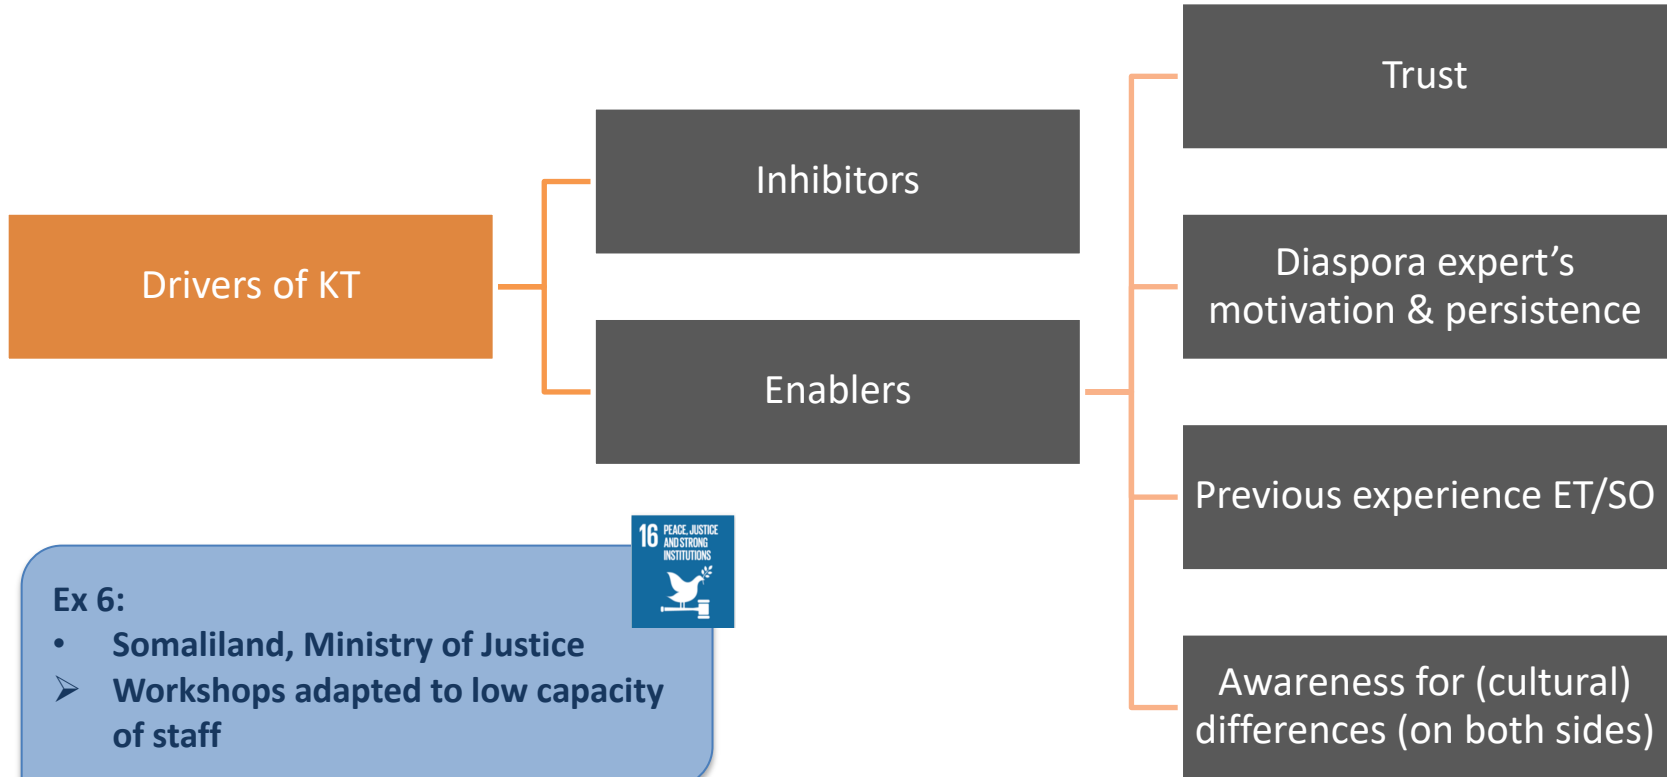 Drivers of KT
Inhibitors
Enablers
Trust
Diaspora expert’s
motivation & persistence
Previous experience ET/SO
Awareness for (cultural)
differences (on both sides)
16 PEACE, JUSTICE
AND STRONG
INSTITUTIONS
Ex 6:
• Somaliland, Ministry of Justice
➢ Workshops adapted to low capacity
of staff